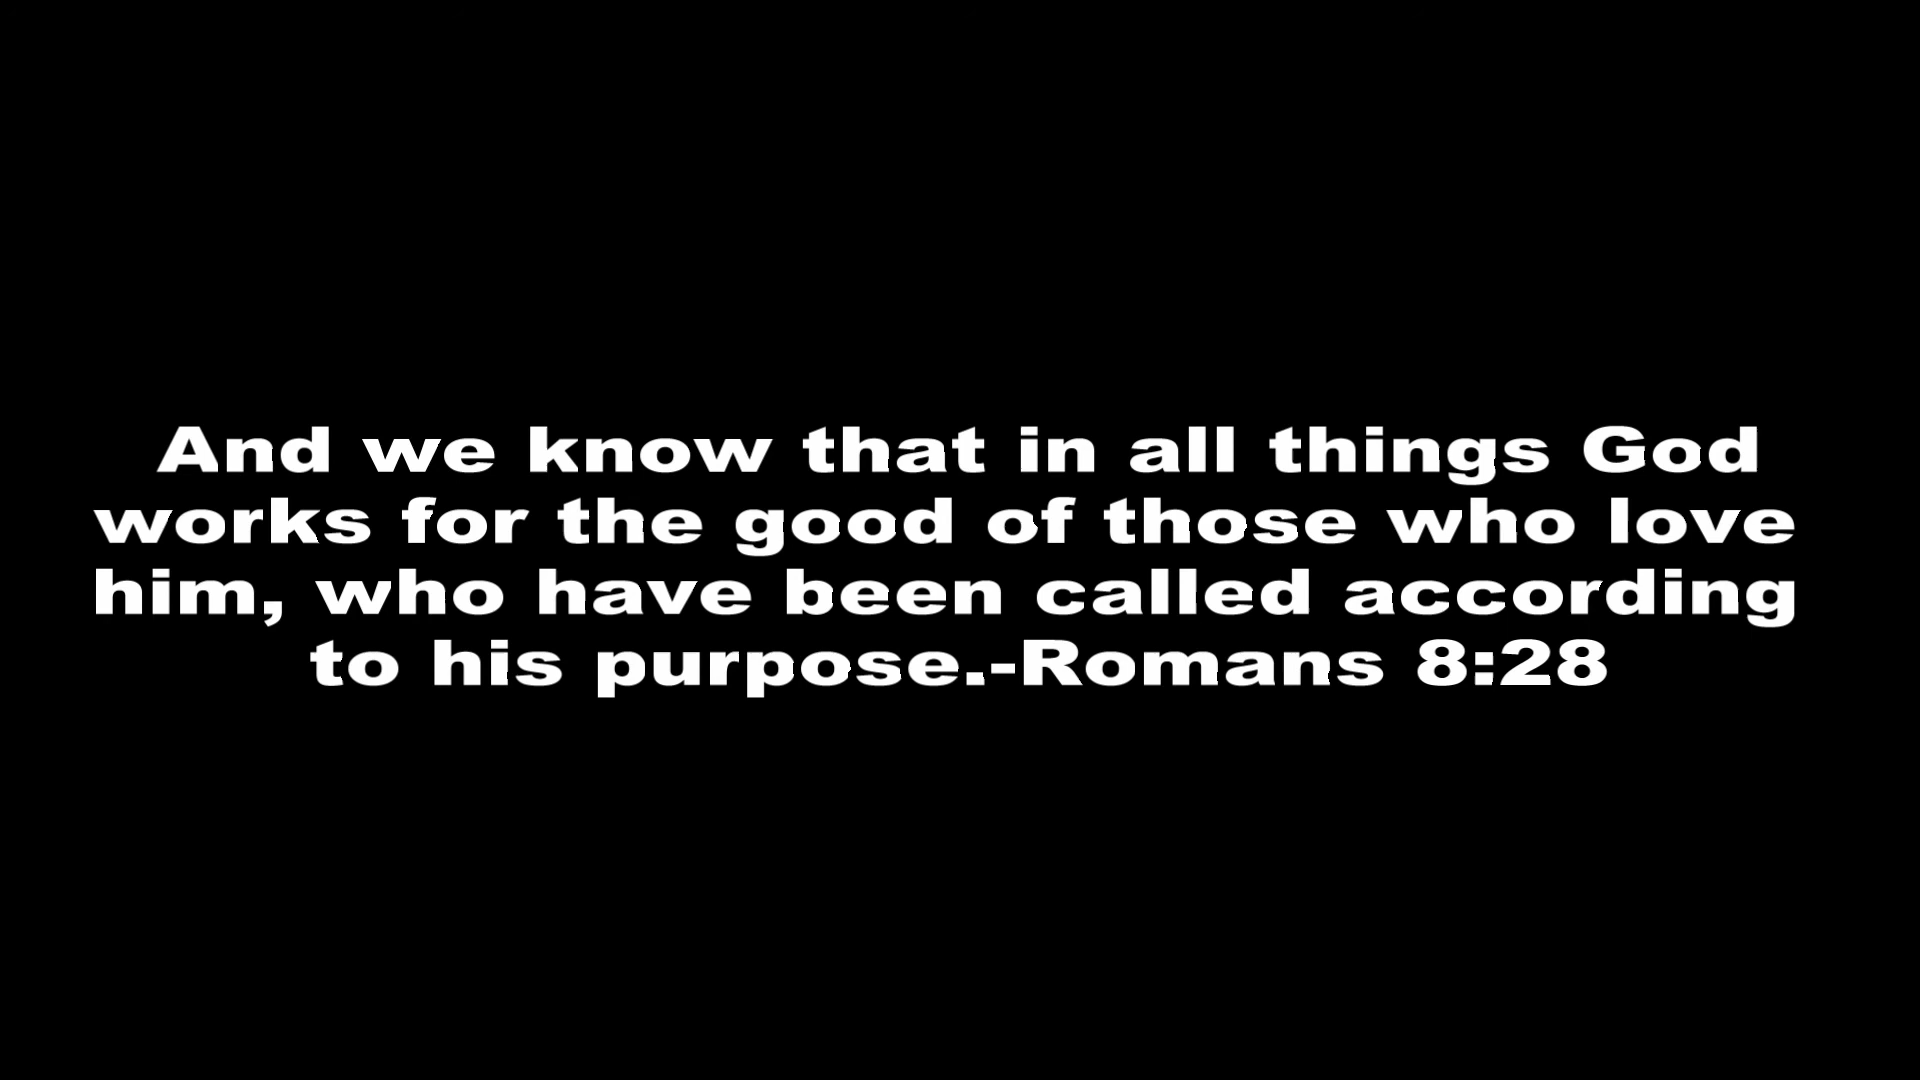 And we know that in all things God
works for the good of those who love
him, who have been called according
to his purpose.-Romans 8:28